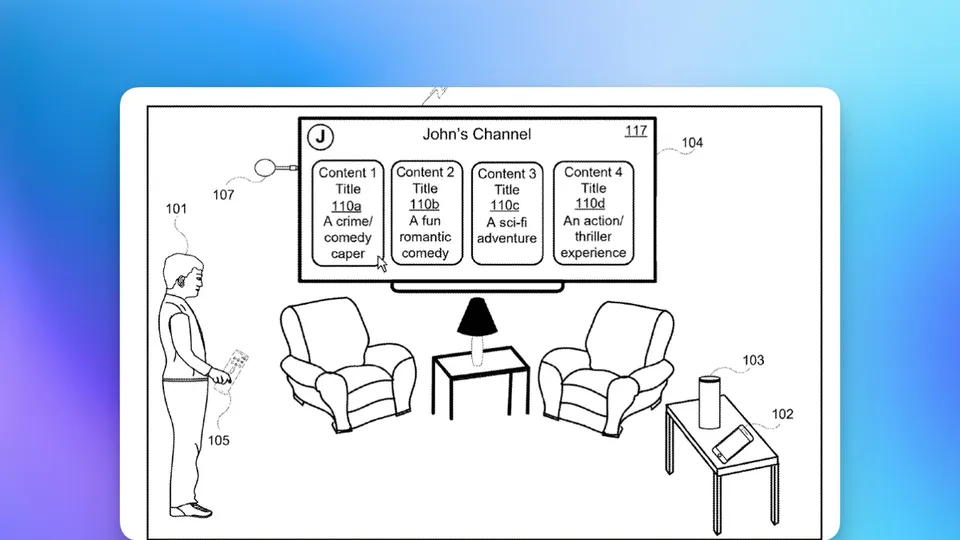 J
John's Channel
117
104
107
101
Content 1
Title
110a
A crime/
comedy
caper
Content 2
Title
110b
A fun
romantic
comedy
Content 3
Title
110c
A sci-fi
adventure
Content 4
Title
110d
An action/
thriller
experience
103
102
105